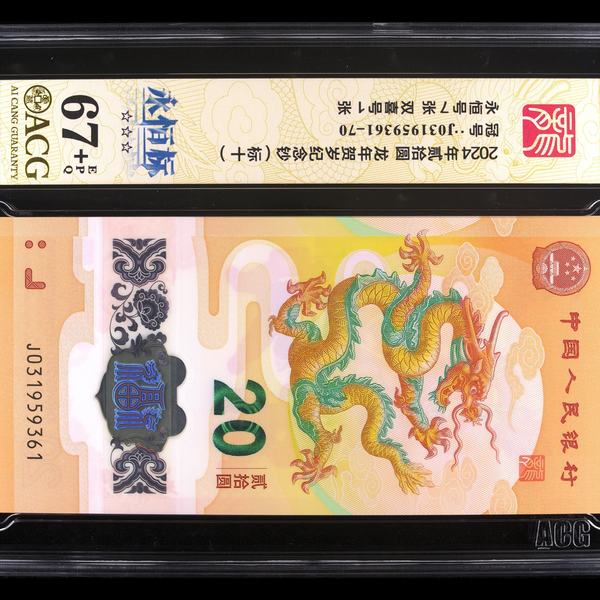 2024年贰拾圆 龙年贺岁纪念钞（标十）
冠号：J031959361-70
永恒号7张 双喜号1张
永恒标
☆☆☆
67+
E
PQ
ACG
AI CANG GUARANTY
中国人民银行
20
贰拾圆
J031959361
ACG